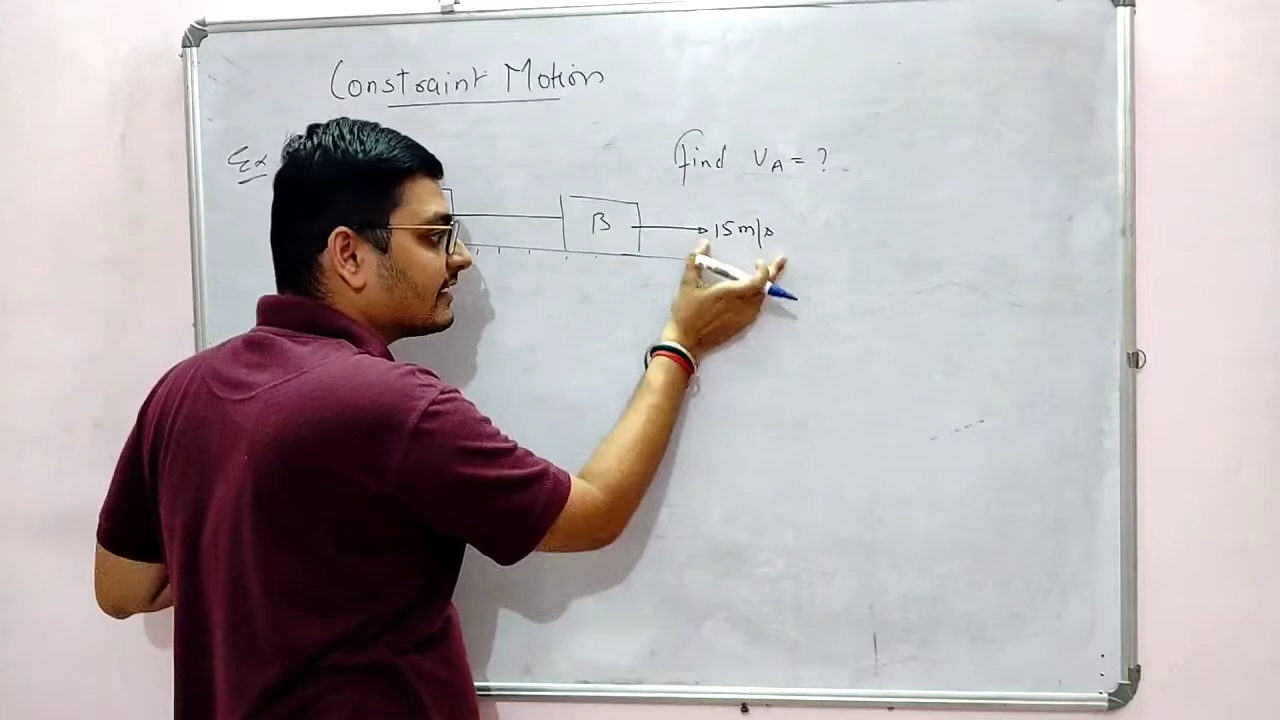 Constraint Motion
Ex
find V_A = ?
B
15 m/s